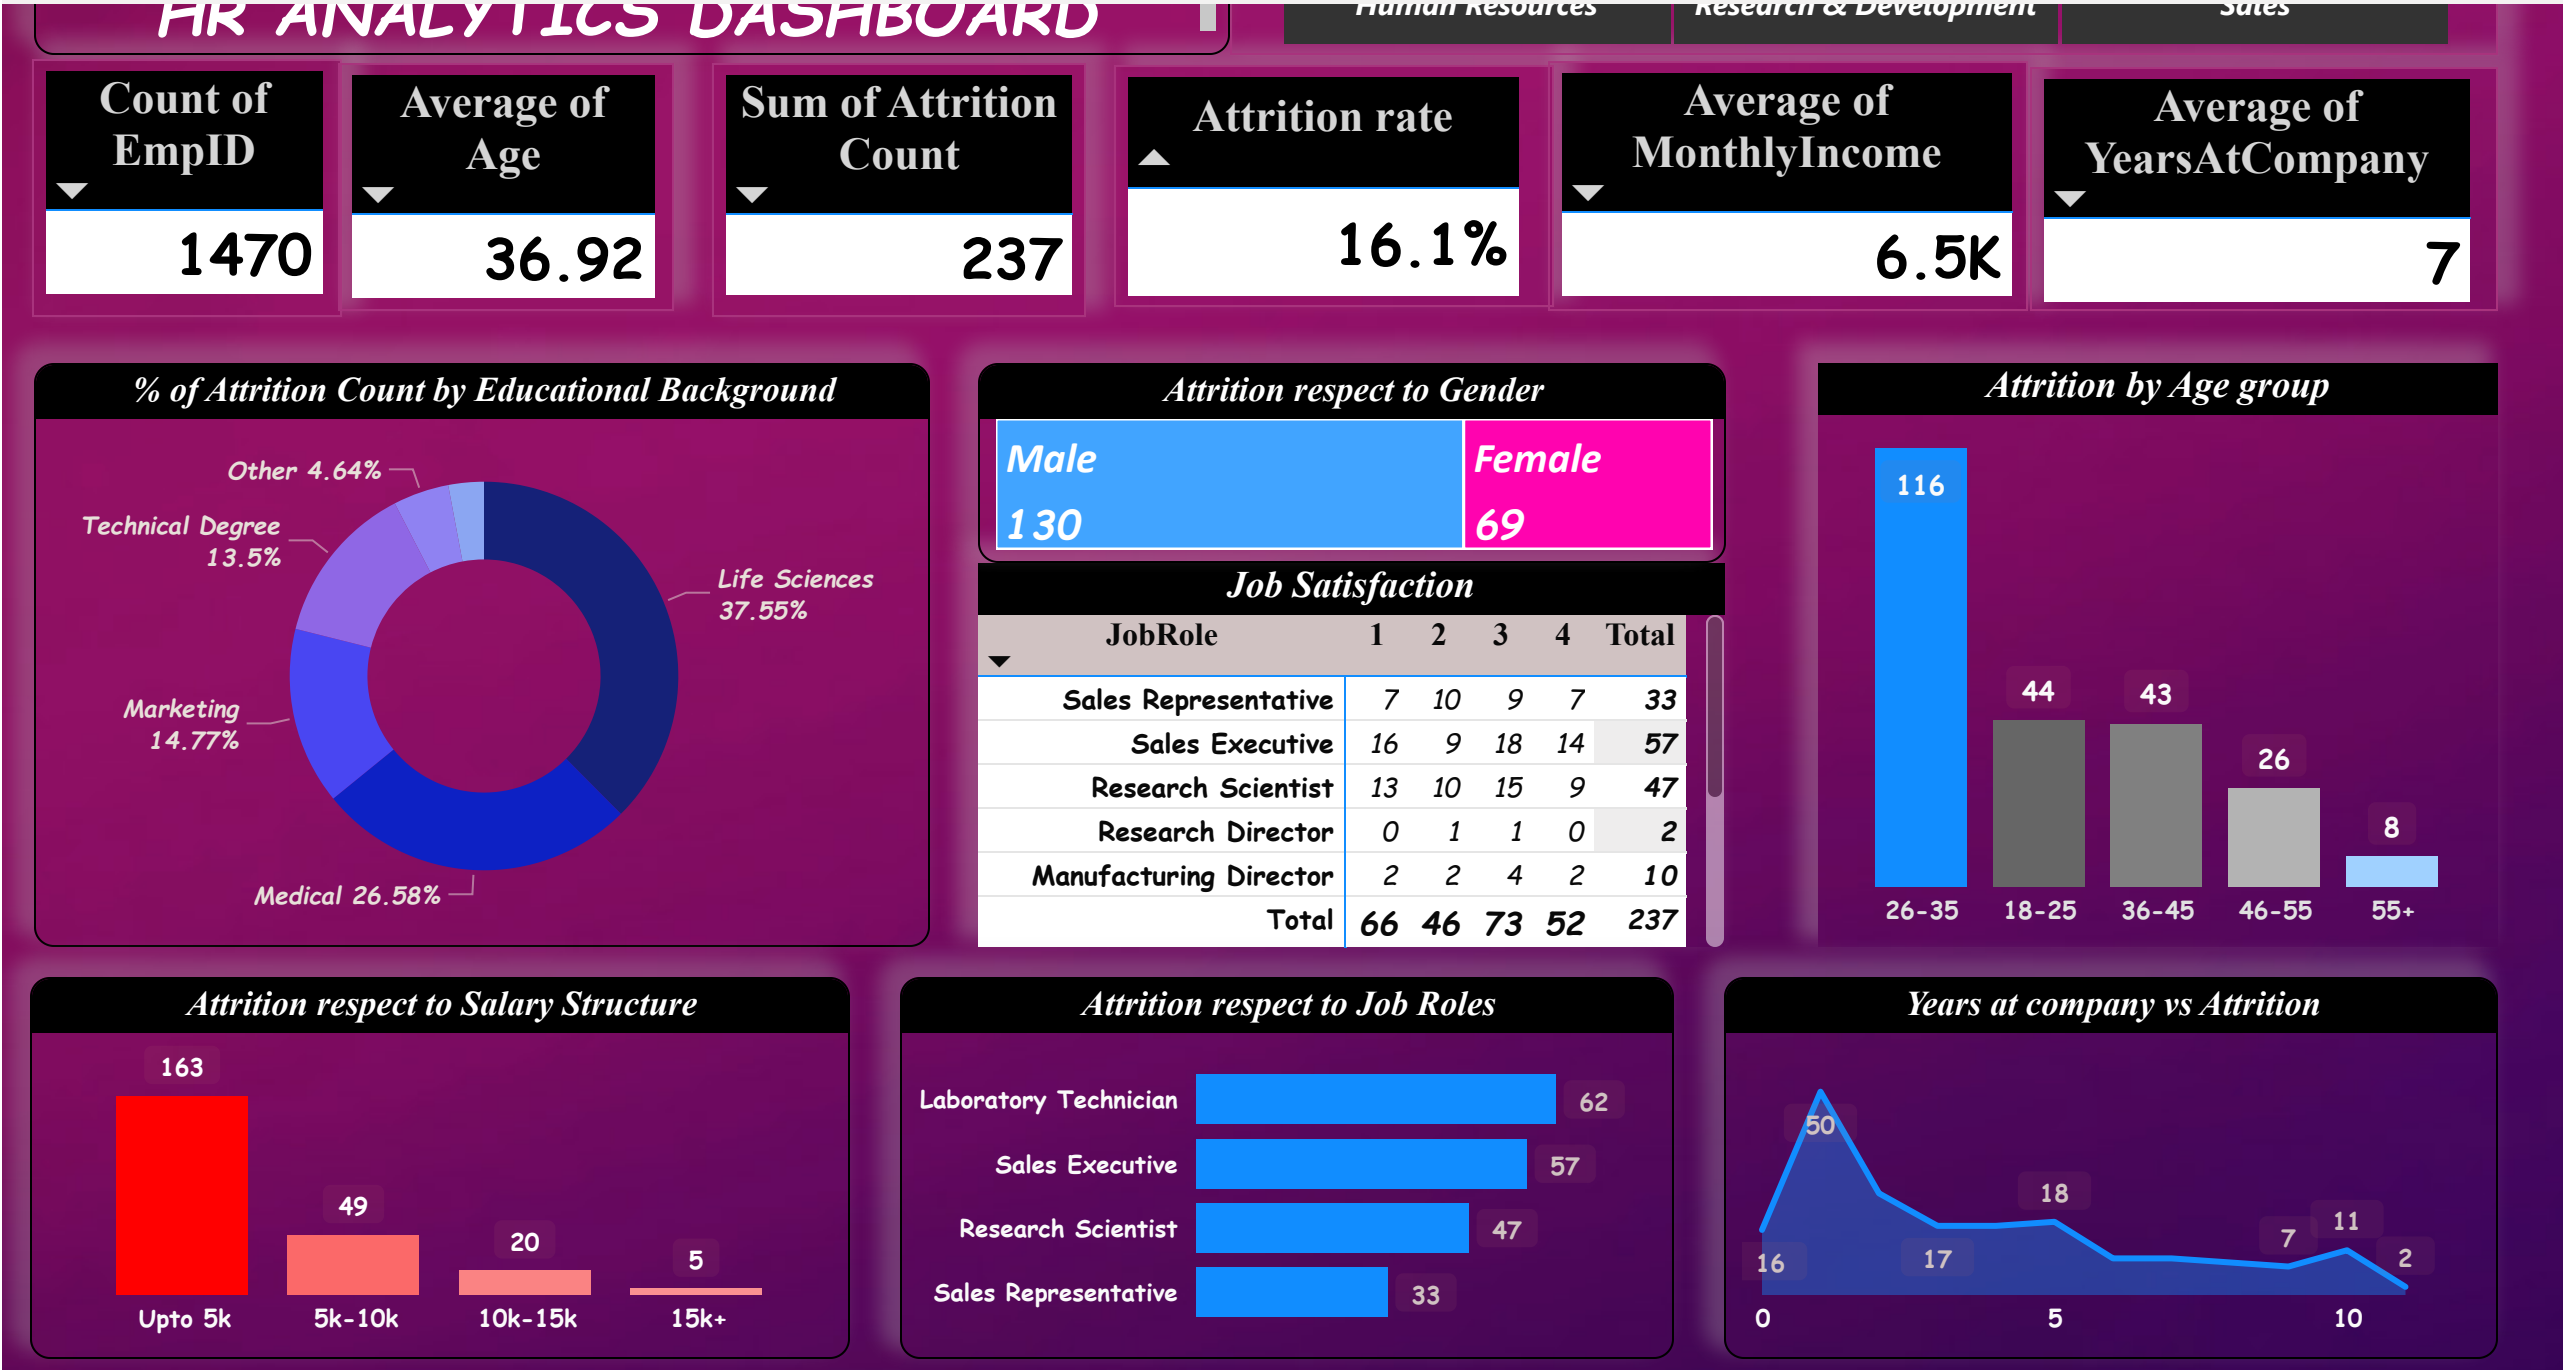 HR ANALYTICS DASHBOARD
Human Resources
Research & Development
Sales
Count of
EmpID
1470
Average of
Age
36.92
Sum of Attrition
Count
237
Attrition rate
16.1%
Average of
MonthlyIncome
6.5K
Average of
YearsAtCompany
7
% of Attrition Count by Educational Background
Other 4.64%
Technical Degree
13.5%
Life Sciences
37.55%
Marketing
14.77%
Medical 26.58%
Attrition respect to Gender
Male
130
Female
69
Job Satisfaction
JobRole 1 2 3 4 Total
Sales Representative 7 10 9 7 33
Sales Executive 16 9 18 14 57
Research Scientist 13 10 15 9 47
Research Director 0 1 1 0 2
Manufacturing Director 2 2 4 2 10
Total 66 46 73 52 237
Attrition by Age group
116
44
43
26
8
26-35 18-25 36-45 46-55 55+
Attrition respect to Salary Structure
163
49
20
5
Upto 5k 5k-10k 10k-15k 15k+
Attrition respect to Job Roles
Laboratory Technician 62
Sales Executive 57
Research Scientist 47
Sales Representative 33
Years at company vs Attrition
50
18
11
7
2
16
17
0 5 10